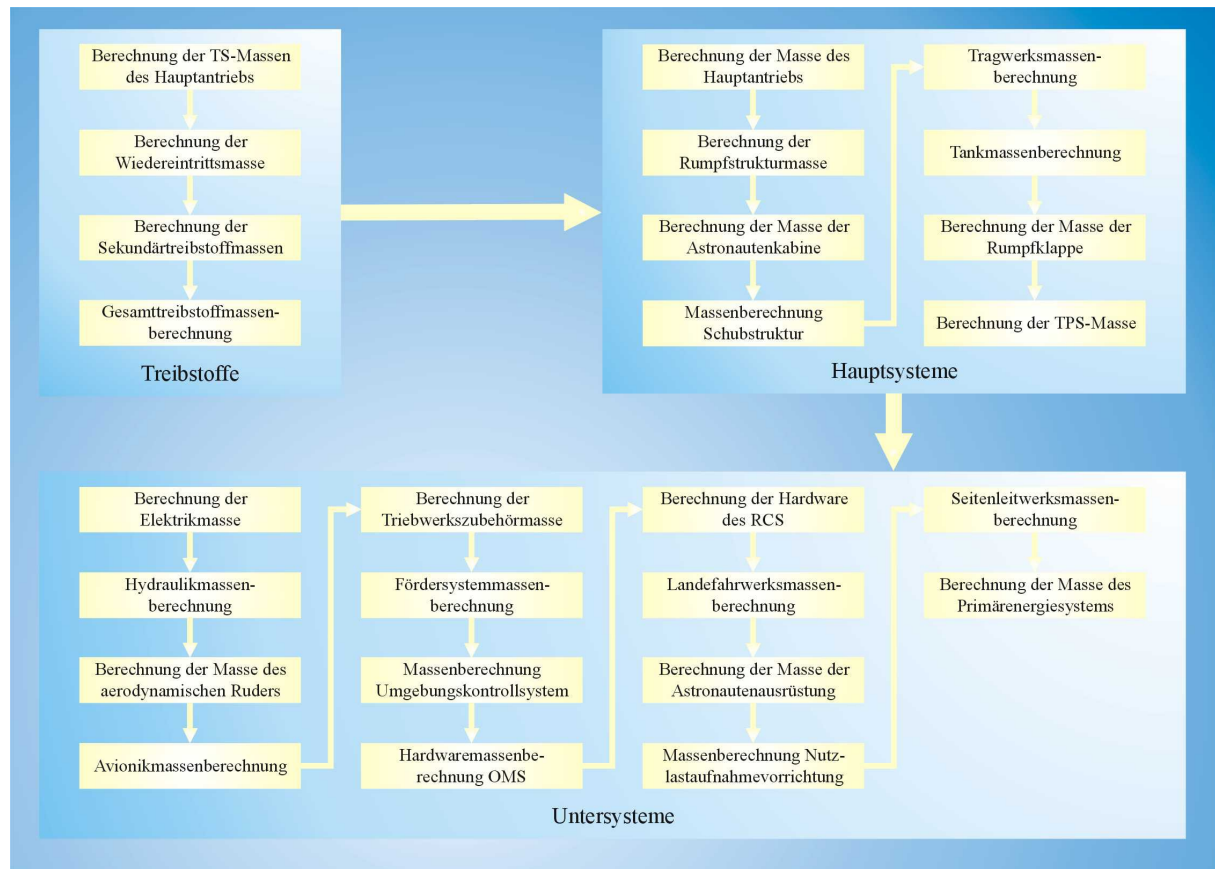 Berechnung der TS-Massen
des Hauptantriebs
Berechnung der
Wiedereintrittsmasse
Berechnung der
Sekundärtreibstoffmassen
Gesamttreibstoffmassen-
berechnung
Treibstoffe
Berechnung der Masse des
Hauptantriebs
Berechnung der
Rumpfstrukturmasse
Berechnung der Masse der
Astronautenkabine
Massenberechnung
Schubstruktur
Tragwerksmassen-
berechnung
Tankmassenberechnung
Berechnung der Masse der
Rumpfklappe
Berechnung der TPS-Masse
Hauptsysteme
Berechnung der
Elektrikmasse
Hydraulikmassen-
berechnung
Berechnung der Masse des
aerodynamischen Ruders
Avionikmassenberechnung
Berechnung der
Triebwerkszubehörmasse
Fördersystemmassen-
berechnung
Massenberechnung
Umgebungskontrollsystem
Hardwaremassenbe-
rechnung OMS
Berechnung der Hardware
des RCS
Landefahrwerksmassen-
berechnung
Berechnung der Masse der
Astronautenausrüstung
Massenberechnung Nutz-
lastaufnahmevorrichtung
Seitenleitwerksmassen-
berechnung
Berechnung der Masse des
Primärenergiesystems
Untersysteme